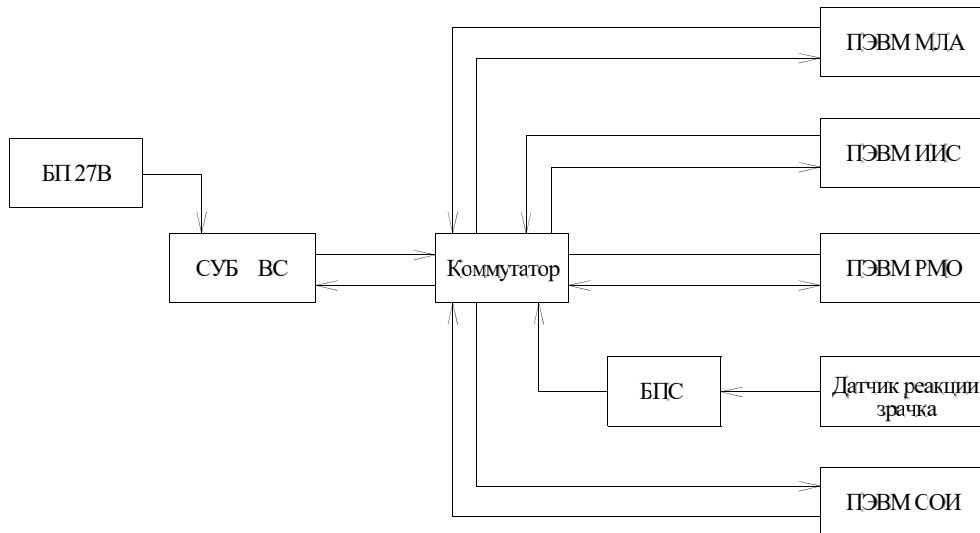 ПЭВМ МЛА
ПЭВМ ИИС
БП 27В
СУБ ВС
Коммутатор
ПЭВМ РМО
БПС
Датчик реакции
зрачка
ПЭВМ СОИ